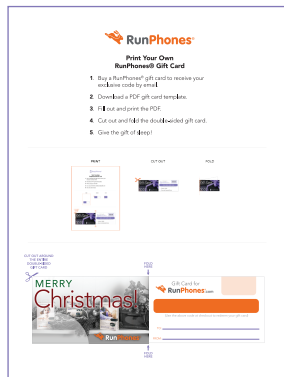 RunPhones®
Print Your Own
RunPhones® Gift Card
1. Buy a RunPhones® gift card to receive your
exclusive code by email.
2. Download a PDF gift card template.
3. Fill out and print the PDF.
4. Cut out and fold the double-sided gift card.
5. Give the gift of sleep!
PRINT
CUT OUT
FOLD
CUT OUT AROUND
THE ENTIRE
DOUBLE-SIDED
GIFT CARD
FOLD
HERE
MERRY
Christmas!
RunPhones
Gift Card for
RunPhones.com
TO:
FROM:
FOLD
HERE